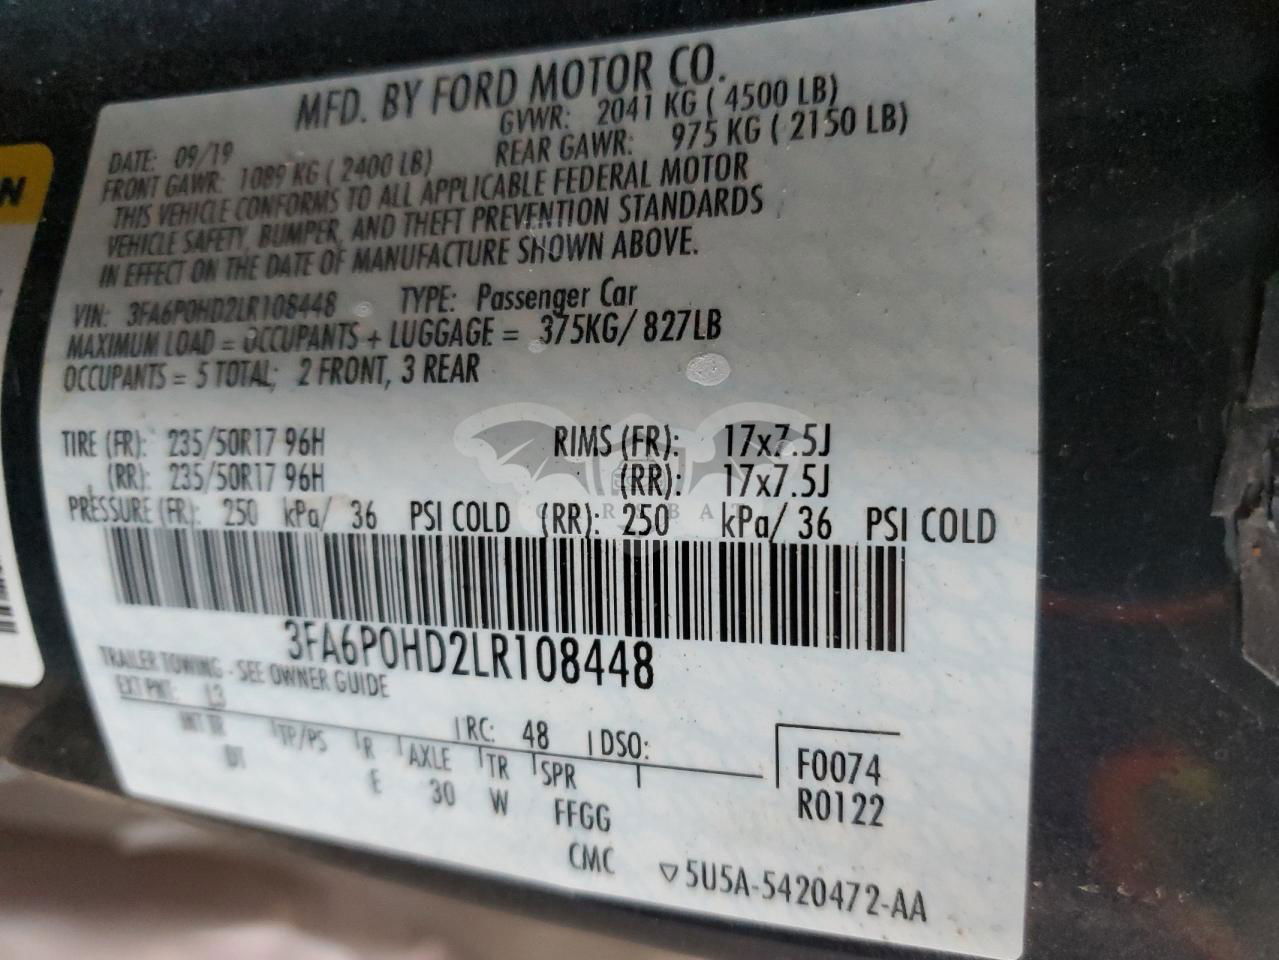 MFD. BY FORD MOTOR CO.
DATE: 09/19 GVWR: 2041 KG ( 4500 LB)
FRONT GAWR: 1089 KG ( 2400 LB) REAR GAWR: 975 KG ( 2150 LB)
THIS VEHICLE CONFORMS TO ALL APPLICABLE FEDERAL MOTOR
VEHICLE SAFETY, BUMPER, AND THEFT PREVENTION STANDARDS
IN EFFECT ON THE DATE OF MANUFACTURE SHOWN ABOVE.
VIN: 3FA6P0HD2LR108448 TYPE: Passenger Car
MAXIMUM LOAD = OCCUPANTS + LUGGAGE = 375KG/ 827LB
OCCUPANTS = 5 TOTAL; 2 FRONT, 3 REAR
TIRE (FR): 235/50R17 96H RIMS (FR): 17x7.5J
(RR): 235/50R17 96H (RR): 17x7.5J
PRESSURE (FR): 250 kPa/ 36 PSI COLD (RR): 250 kPa/ 36 PSI COLD
CARSBAT
3FA6P0HD2LR108448
TRAILER TOWING - SEE OWNER GUIDE
EXT PNT: L3 RC: 48 DSO:
INT TR TP/PS R AXLE TR SPR
DT E 30 W FFGG
CMC
F0074
R0122
5U5A-5420472-AA